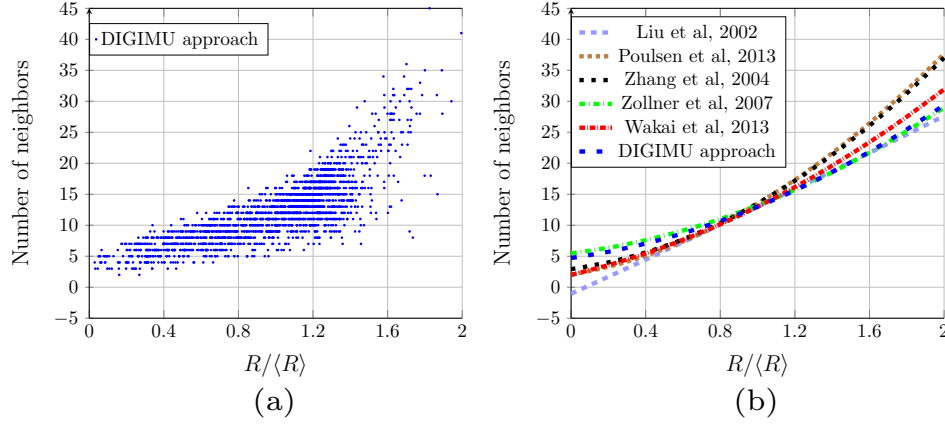 45
40
35
30
25
20
15
10
5
0
−5
Number of neighbors
DIGIMU approach
0 0.4 0.8 1.2 1.6 2
R/⟨R⟩
(a)
45
40
35
30
25
20
15
10
5
0
−5
Number of neighbors
Liu et al, 2002
Poulsen et al, 2013
Zhang et al, 2004
Zollner et al, 2007
Wakai et al, 2013
DIGIMU approach
0 0.4 0.8 1.2 1.6 2
R/⟨R⟩
(b)